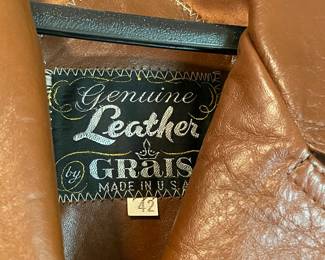 Genuine
Leather
by GRAIS
MADE IN U.S.A.
42